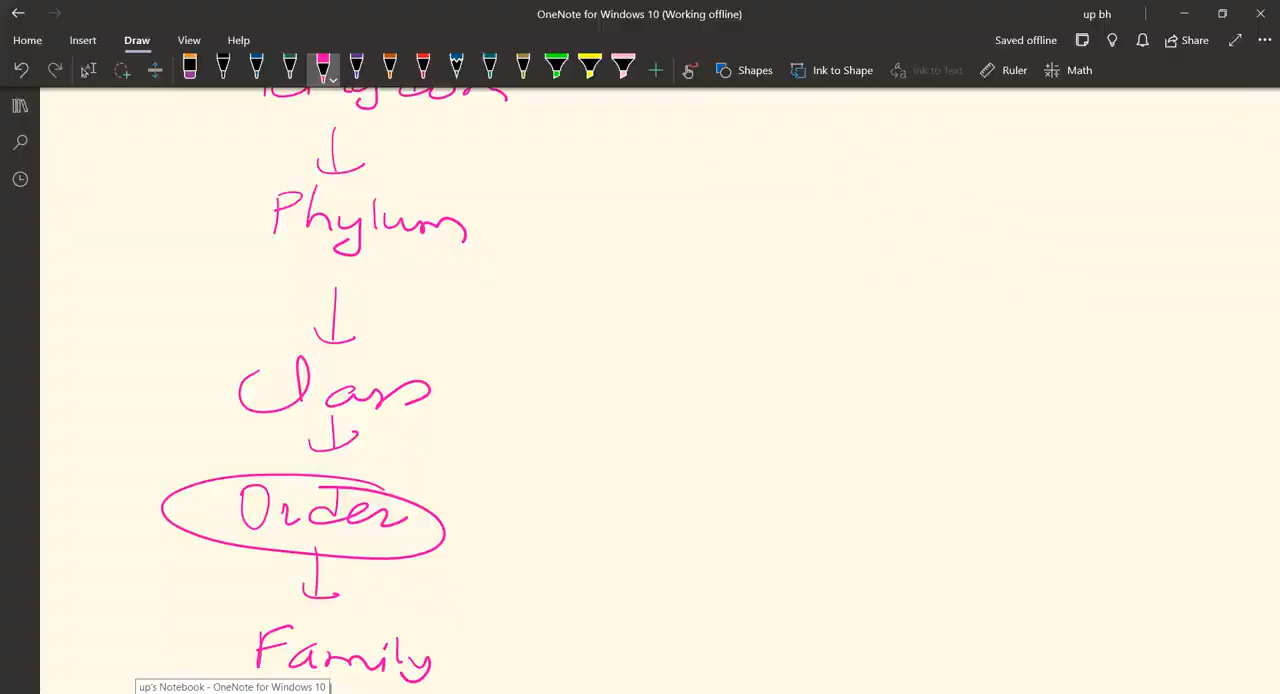 OneNote for Windows 10 (Working offline)
up bh
Home Insert Draw View Help
Saved offline Share
Shapes Ink to Shape Ink to Text Ruler Math
Phylum
Class
Order
Family
up's Notebook - OneNote for Windows 10